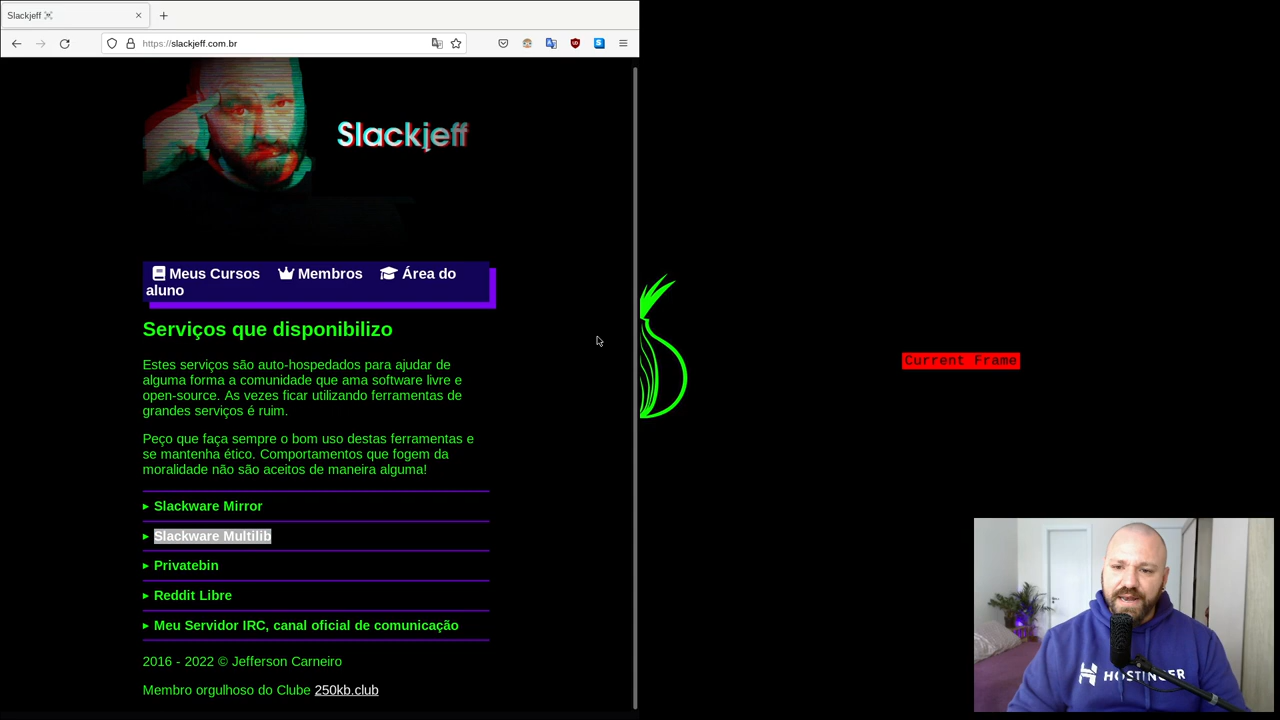 Slackjeff
https://slackjeff.com.br
Slackjeff
Meus Cursos Membros Área do
aluno
Serviços que disponibilizo
Estes serviços são auto-hospedados para ajudar de
alguma forma a comunidade que ama software livre e
open-source. As vezes ficar utilizando ferramentas de
grandes serviços é ruim.
Peço que faça sempre o bom uso destas ferramentas e
se mantenha ético. Comportamentos que fogem da
moralidade não são aceitos de maneira alguma!
Slackware Mirror
Slackware Multilib
Privatebin
Reddit Libre
Meu Servidor IRC, canal oficial de comunicação
2016 - 2022 © Jefferson Carneiro
Membro orgulhoso do Clube 250kb.club
Current Frame
HOSTINGER